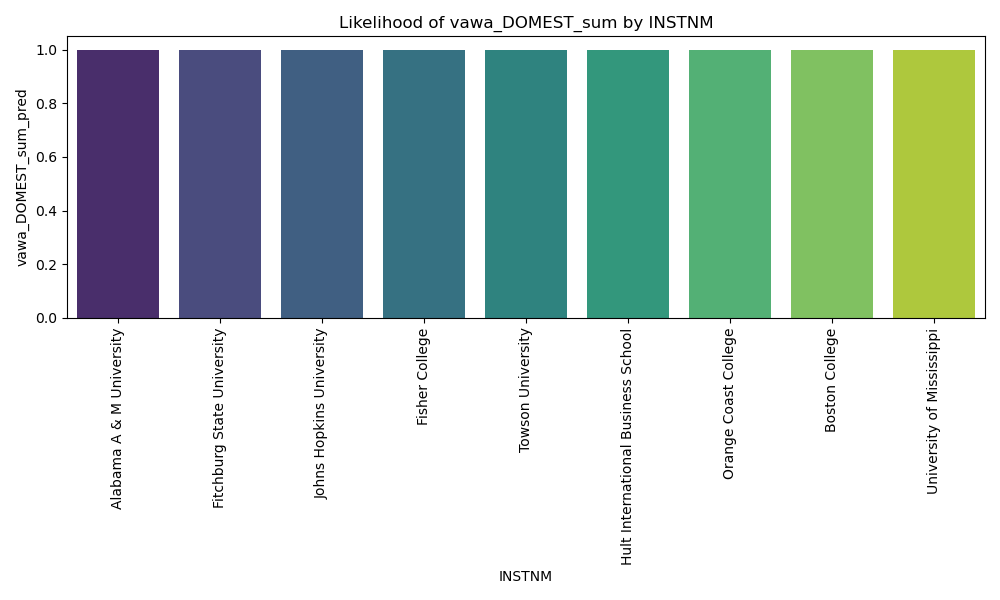 Likelihood of vawa_DOMEST_sum by INSTNM
vawa_DOMEST_sum_pred
1.0
0.8
0.6
0.4
0.2
0.0
Alabama A & M University
Fitchburg State University
Johns Hopkins University
Fisher College
Towson University
Hult International Business School
Orange Coast College
Boston College
University of Mississippi
INSTNM